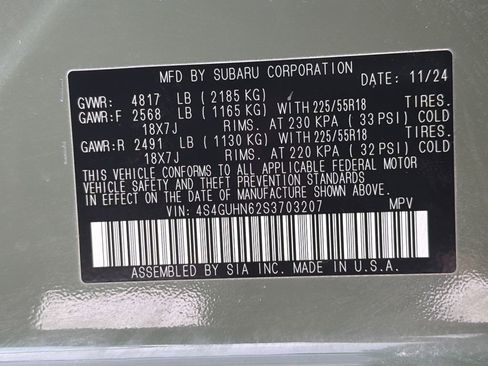 MFD BY SUBARU CORPORATION
DATE: 11/24
GVWR: 4817 LB ( 2185 KG)
GAWR:F 2568 LB ( 1165 KG) WITH 225/55R18 TIRES.
18X7J RIMS. AT 230 KPA ( 33 PSI) COLD
GAWR:R 2491 LB ( 1130 KG) WITH 225/55R18 TIRES.
18X7J RIMS. AT 220 KPA ( 32 PSI) COLD
THIS VEHICLE CONFORMS TO ALL APPLICABLE FEDERAL MOTOR
VEHICLE SAFETY AND THEFT PREVENTION STANDARDS
IN EFFECT ON THE DATE OF MANUFACTURE SHOWN ABOVE.
VIN: 4S4GUHN62S3703207 MPV
ASSEMBLED BY SIA INC. MADE IN U.S.A.